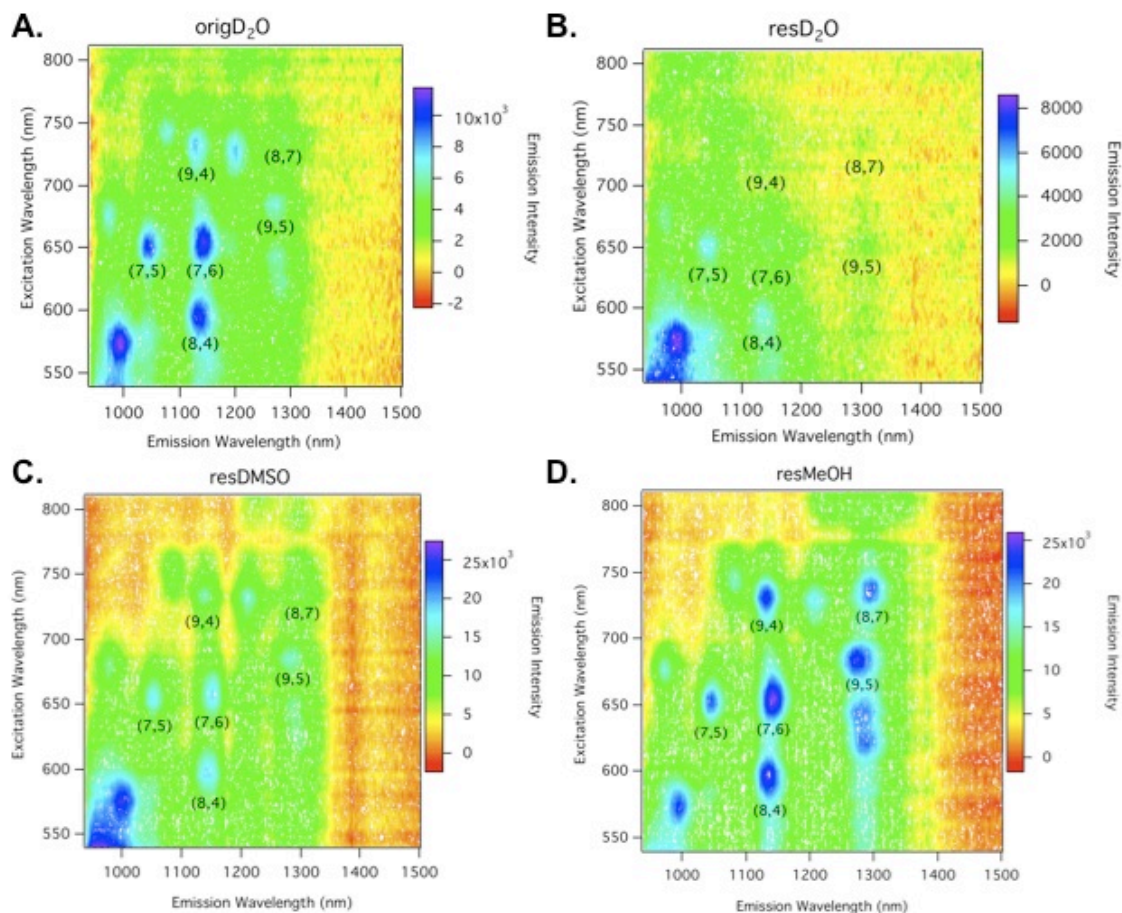 A.
origD₂O
800
750
700
650
600
550
Excitation Wavelength (nm)
1000 1100 1200 1300 1400 1500
Emission Wavelength (nm)
(9,4)
(8,7)
(9,5)
(7,5)
(7,6)
(8,4)
10x10³
8
6
4
2
0
-2
Emission Intensity
B.
resD₂O
800
750
700
650
600
550
Excitation Wavelength (nm)
1000 1100 1200 1300 1400 1500
Emission Wavelength (nm)
(8,7)
(9,4)
(9,5)
(7,5)
(7,6)
(8,4)
8000
6000
4000
2000
0
Emission Intensity
C.
resDMSO
800
750
700
650
600
550
Excitation Wavelength (nm)
1000 1100 1200 1300 1400 1500
Emission Wavelength (nm)
(9,4)
(8,7)
(9,5)
(7,5)
(7,6)
(8,4)
25x10³
20
15
10
5
0
Emission Intensity
D.
resMeOH
800
750
700
650
600
550
Excitation Wavelength (nm)
1000 1100 1200 1300 1400 1500
Emission Wavelength (nm)
(9,4)
(8,7)
(9,5)
(7,5)
(7,6)
(8,4)
25x10³
20
15
10
5
0
Emission Intensity